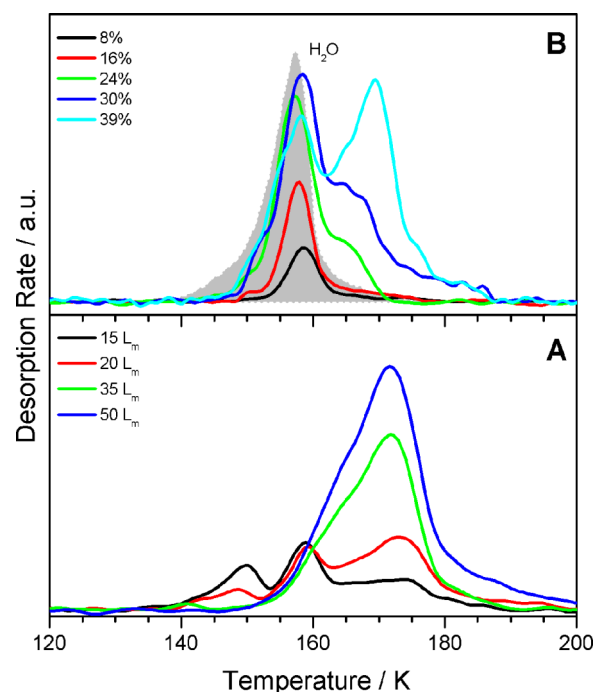 B
8%
16%
24%
30%
39%
H₂O
Desorption Rate / a.u.
A
15 Lₘ
20 Lₘ
35 Lₘ
50 Lₘ
120 140 160 180 200
Temperature / K